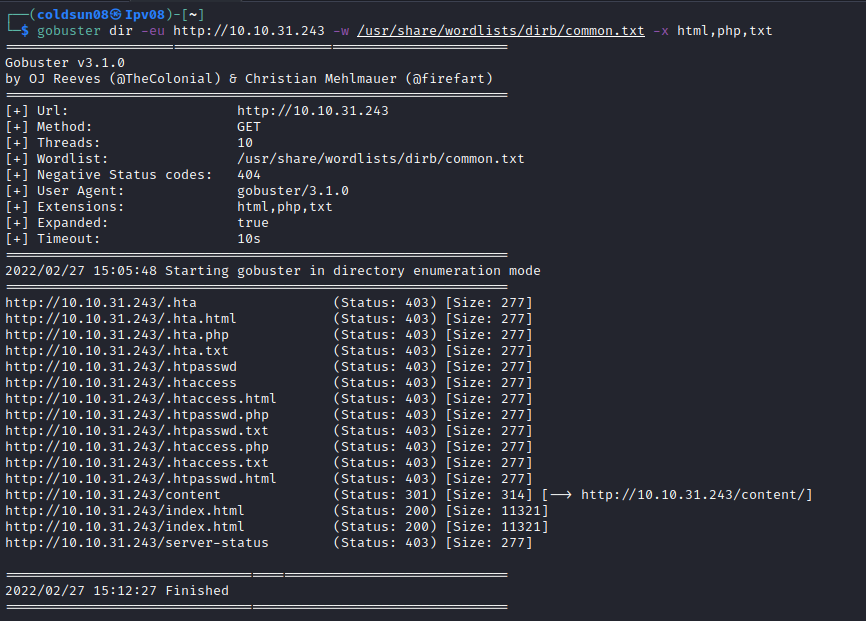 ┌──(coldsun08㉿Ipv08)-[~]
└─$ gobuster dir -eu http://10.10.31.243 -w /usr/share/wordlists/dirb/common.txt -x html,php,txt
===============================================================
Gobuster v3.1.0
by OJ Reeves (@TheColonial) & Christian Mehlmauer (@firefart)
===============================================================
[+] Url:                     http://10.10.31.243
[+] Method:                  GET
[+] Threads:                 10
[+] Wordlist:                /usr/share/wordlists/dirb/common.txt
[+] Negative Status codes:   404
[+] User Agent:              gobuster/3.1.0
[+] Extensions:              html,php,txt
[+] Expanded:                true
[+] Timeout:                 10s
===============================================================
2022/02/27 15:05:48 Starting gobuster in directory enumeration mode
===============================================================
http://10.10.31.243/.hta                 (Status: 403) [Size: 277]
http://10.10.31.243/.hta.html            (Status: 403) [Size: 277]
http://10.10.31.243/.hta.php             (Status: 403) [Size: 277]
http://10.10.31.243/.hta.txt             (Status: 403) [Size: 277]
http://10.10.31.243/.htpasswd            (Status: 403) [Size: 277]
http://10.10.31.243/.htaccess            (Status: 403) [Size: 277]
http://10.10.31.243/.htaccess.html       (Status: 403) [Size: 277]
http://10.10.31.243/.htpasswd.php        (Status: 403) [Size: 277]
http://10.10.31.243/.htpasswd.txt        (Status: 403) [Size: 277]
http://10.10.31.243/.htaccess.php        (Status: 403) [Size: 277]
http://10.10.31.243/.htaccess.txt        (Status: 403) [Size: 277]
http://10.10.31.243/.htpasswd.html       (Status: 403) [Size: 277]
http://10.10.31.243/content              (Status: 301) [Size: 314] [--> http://10.10.31.243/content/]
http://10.10.31.243/index.html           (Status: 200) [Size: 11321]
http://10.10.31.243/index.html           (Status: 200) [Size: 11321]
http://10.10.31.243/server-status        (Status: 403) [Size: 277]
===============================================================
2022/02/27 15:12:27 Finished
===============================================================